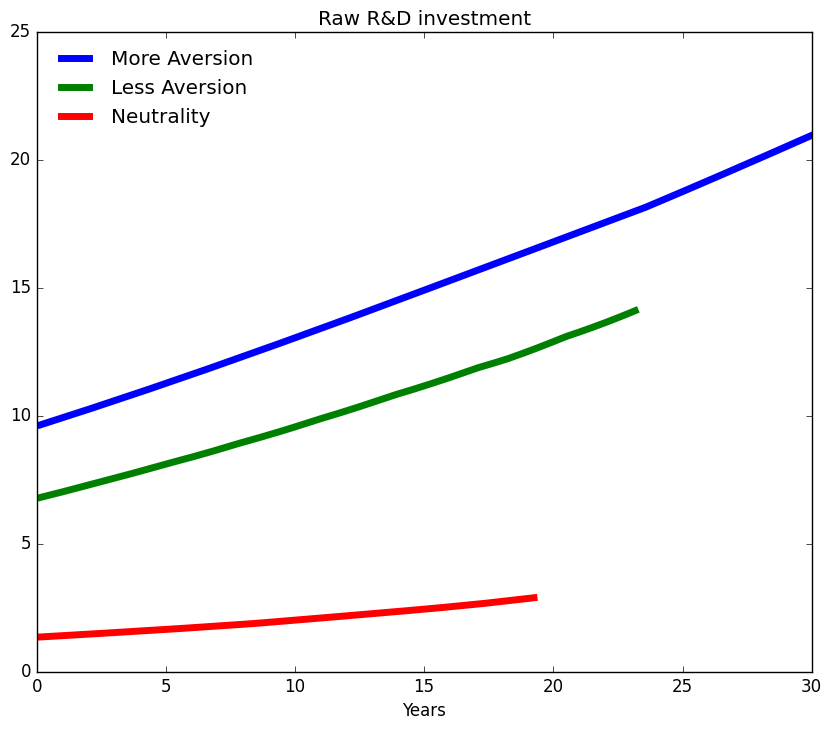 Raw R&D investment
25
20
15
10
5
0
More Aversion
Less Aversion
Neutrality
0 5 10 15 20 25 30
Years